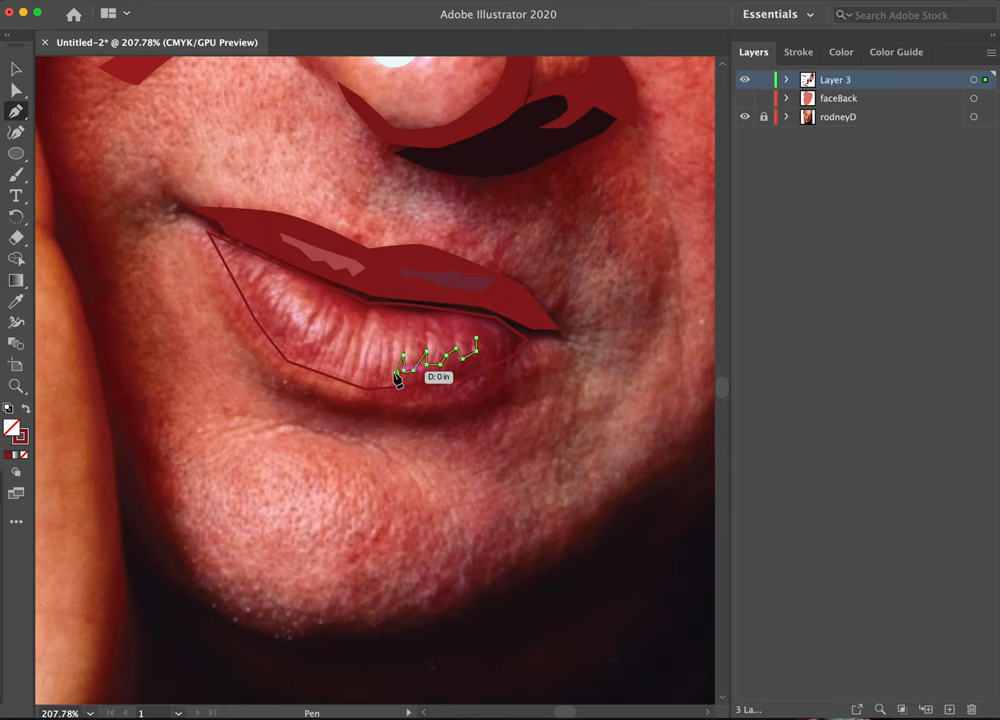 Adobe Illustrator 2020
Essentials
Search Adobe Stock
Untitled-2* @ 207.78% (CMYK/GPU Preview)
Layers
Stroke
Color
Color Guide
Layer 3
faceBack
rodneyD
D: 0 in
207.78%
1
Pen
3 La...